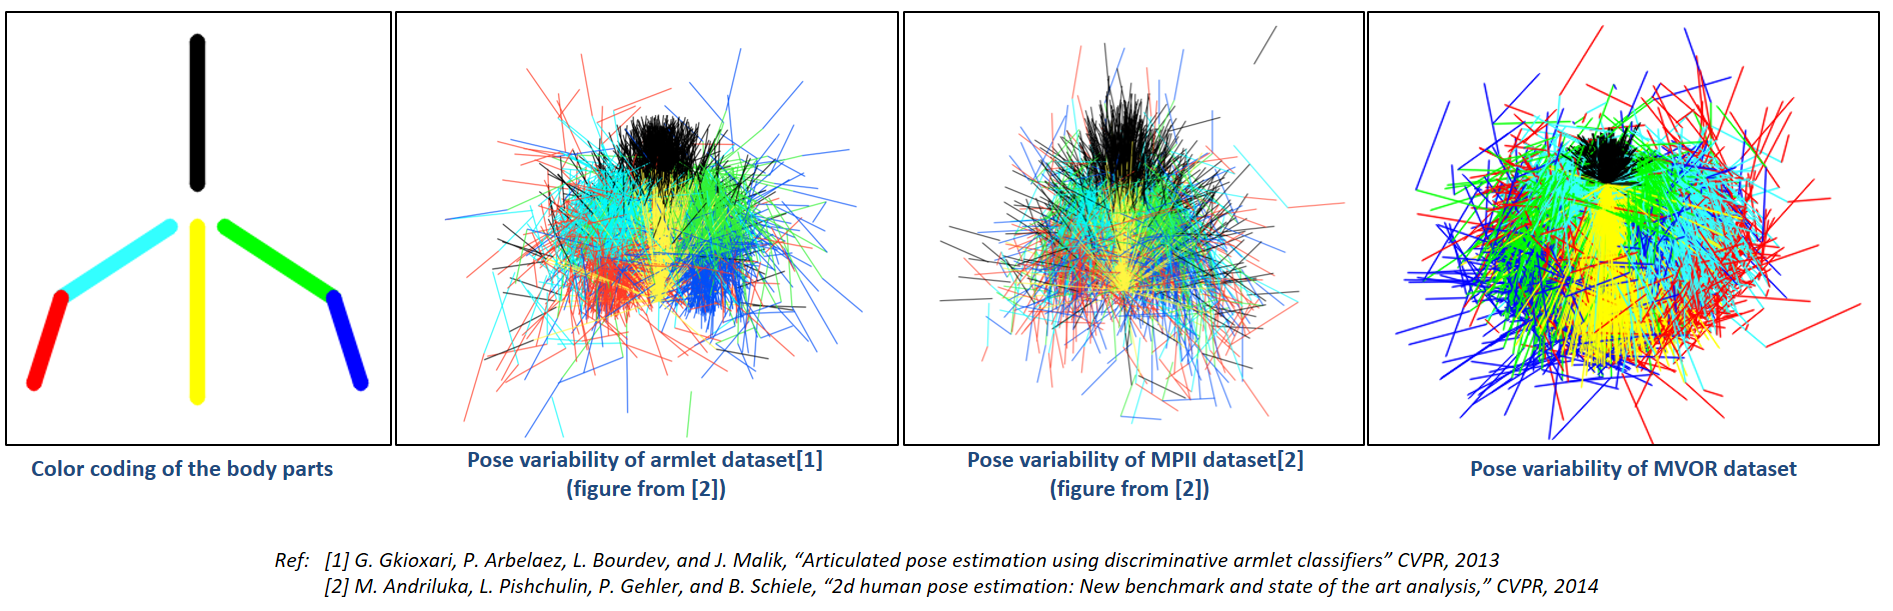 Color coding of the body parts
Pose variability of armlet dataset[1]
(figure from [2])
Pose variability of MPII dataset[2]
(figure from [2])
Pose variability of MVOR dataset
Ref: [1] G. Gkioxari, P. Arbelaez, L. Bourdev, and J. Malik, “Articulated pose estimation using discriminative armlet classifiers” CVPR, 2013
[2] M. Andriluka, L. Pishchulin, P. Gehler, and B. Schiele, “2d human pose estimation: New benchmark and state of the art analysis,” CVPR, 2014